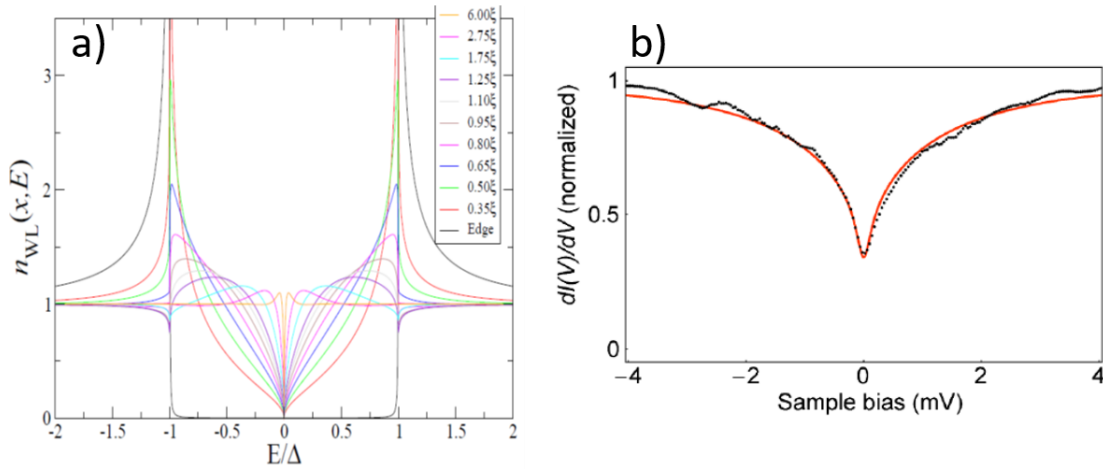 a)
6.00ξ
2.75ξ
1.75ξ
1.25ξ
1.10ξ
0.95ξ
0.80ξ
0.65ξ
0.50ξ
0.35ξ
Edge
n_WL(x,E)
3
2
1
0
-2 -1.5 -1 -0.5 0 0.5 1 1.5 2
E/Δ
b)
dI(V)/dV (normalized)
1
0.5
0
−4 −2 0 2 4
Sample bias (mV)